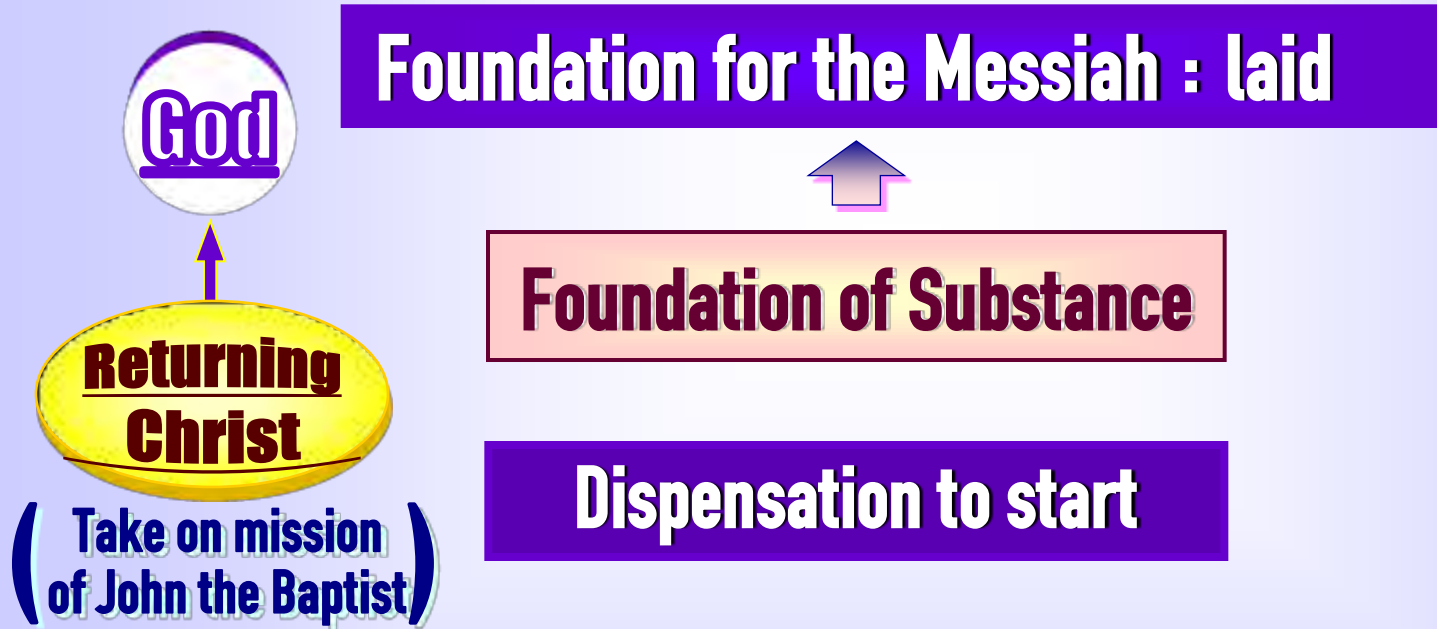 God
Foundation for the Messiah : laid
Foundation of Substance
Returning
Christ
Dispensation to start
( Take on mission
of John the Baptist )